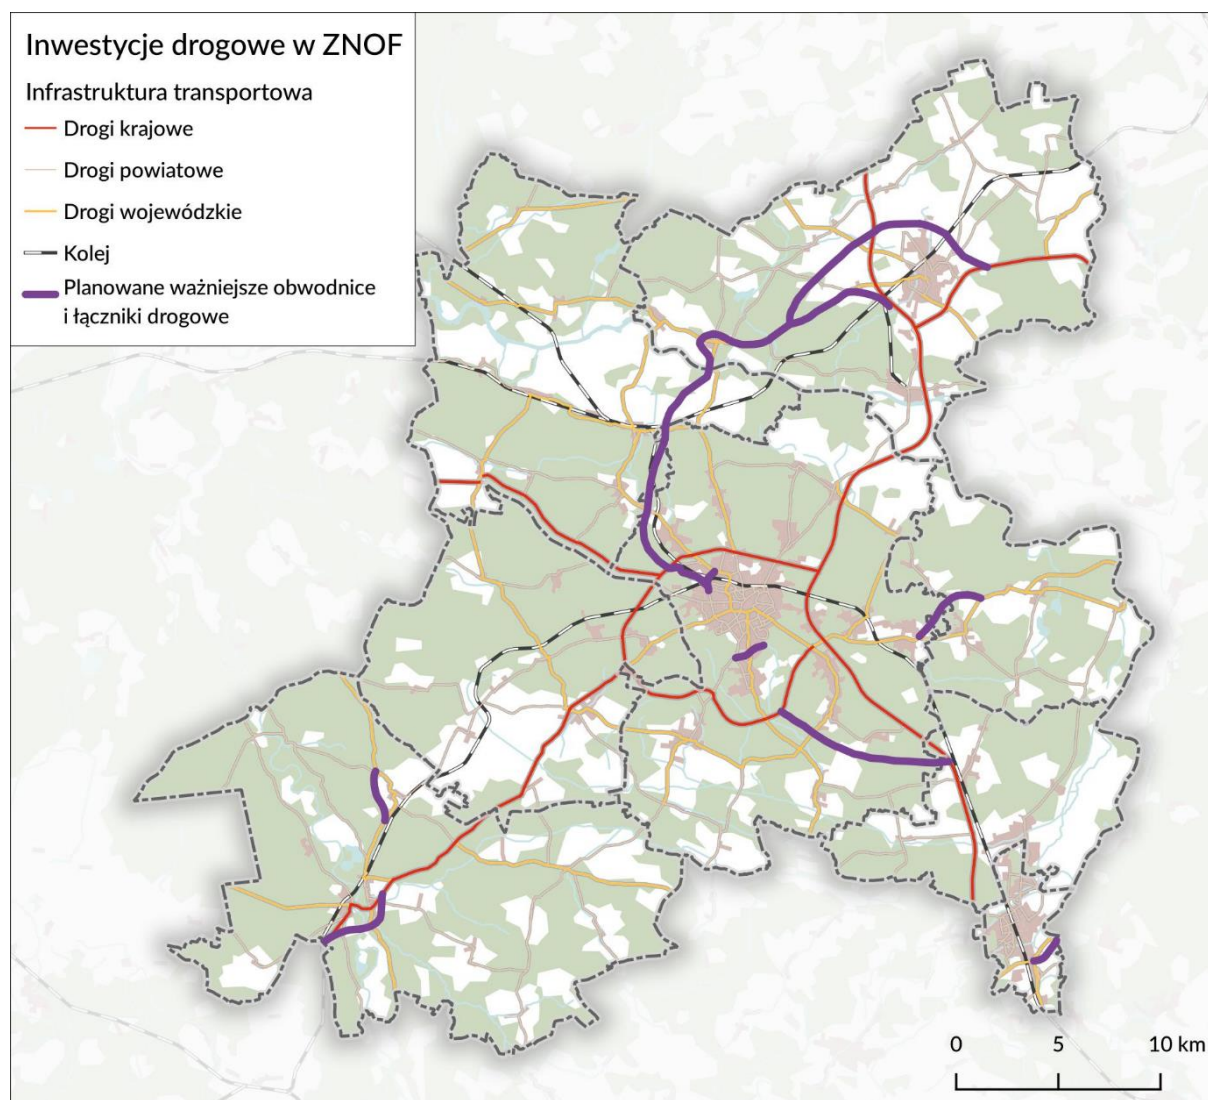 Inwestycje drogowe w ZNOF
Infrastruktura transportowa
Drogi krajowe
Drogi powiatowe
Drogi wojewódzkie
Kolej
Planowane ważniejsze obwodnice
i łączniki drogowe
0 5 10 km